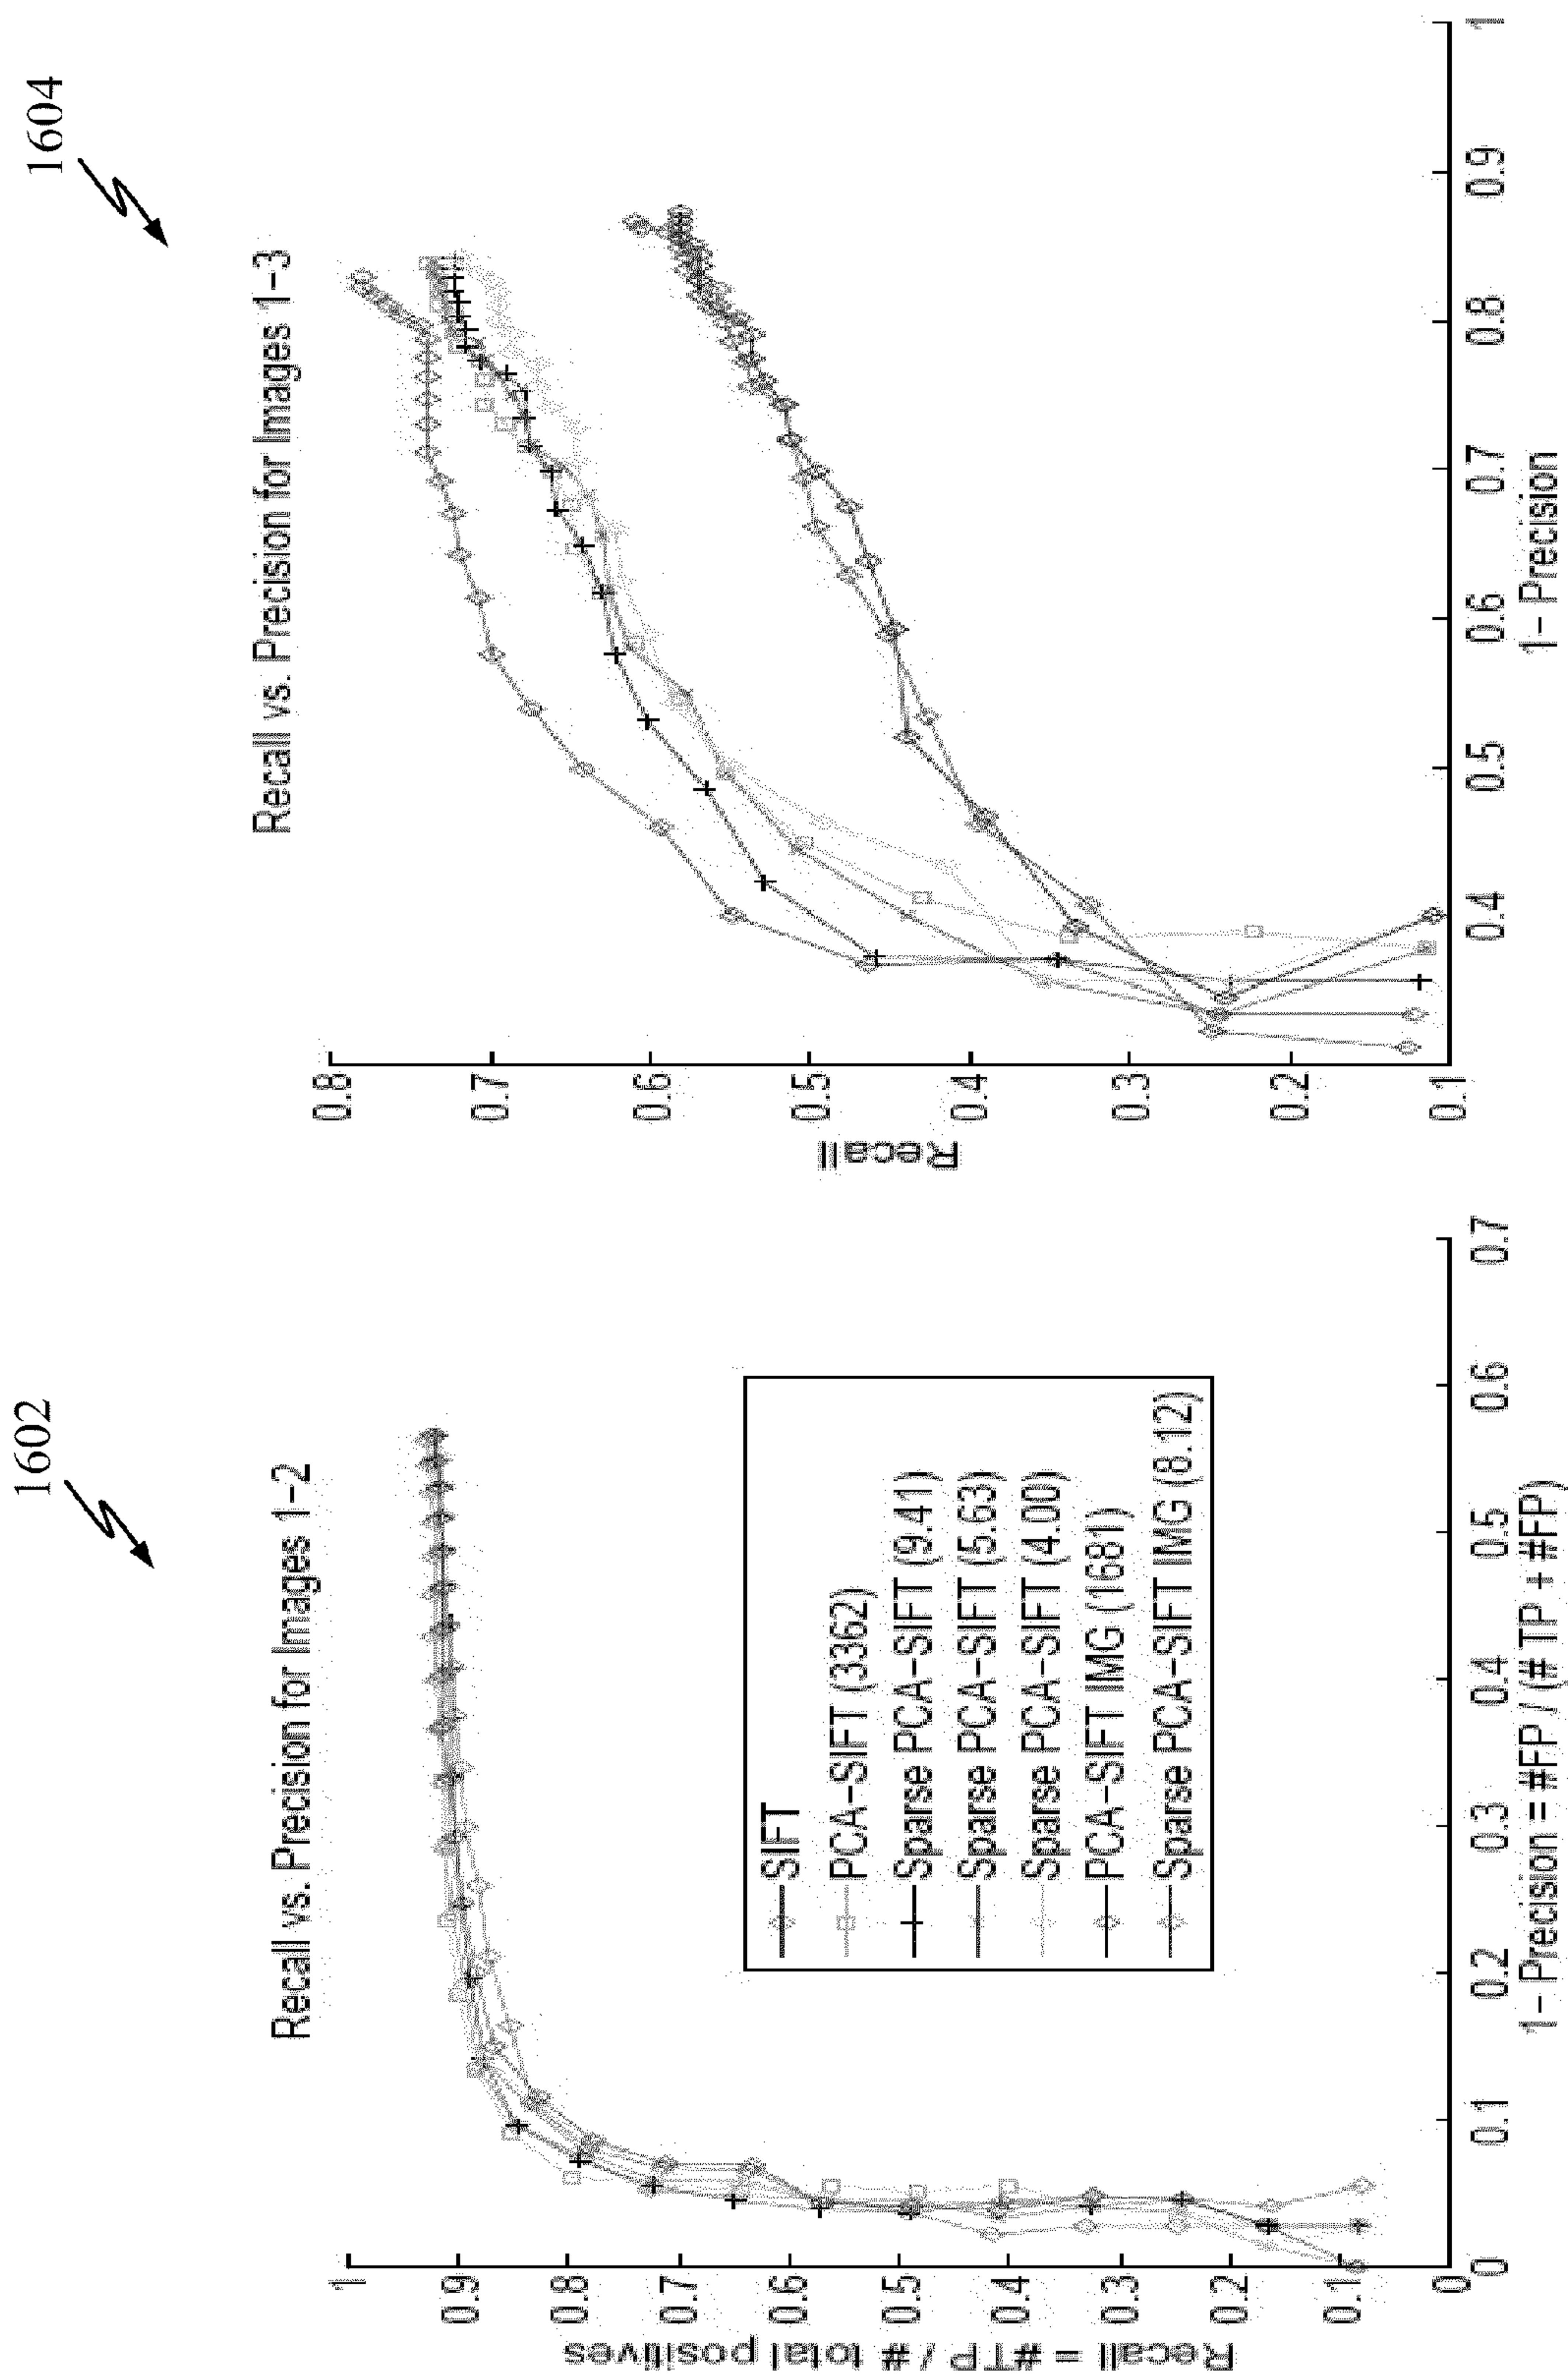 1602
Recall vs. Precision for Images 1-2
Recall = #TP / # total positives
1
0.9
0.8
0.7
0.6
0.5
0.4
0.3
0.2
0.1
0
SIFT
PCA-SIFT (3362)
Sparse PCA-SIFT (9.41)
Sparse PCA-SIFT (5.63)
Sparse PCA-SIFT (4.00)
PCA-SIFT IMG (1681)
Sparse PCA-SIFT IMG (8.12)
0 0.1 0.2 0.3 0.4 0.5 0.6 0.7
1- Precision = #FP / (# TP + #FP)
1604
Recall vs. Precision for Images 1-3
Recall
0.8
0.7
0.6
0.5
0.4
0.3
0.2
0.1
0.4 0.5 0.6 0.7 0.8 0.9 1
1- Precision